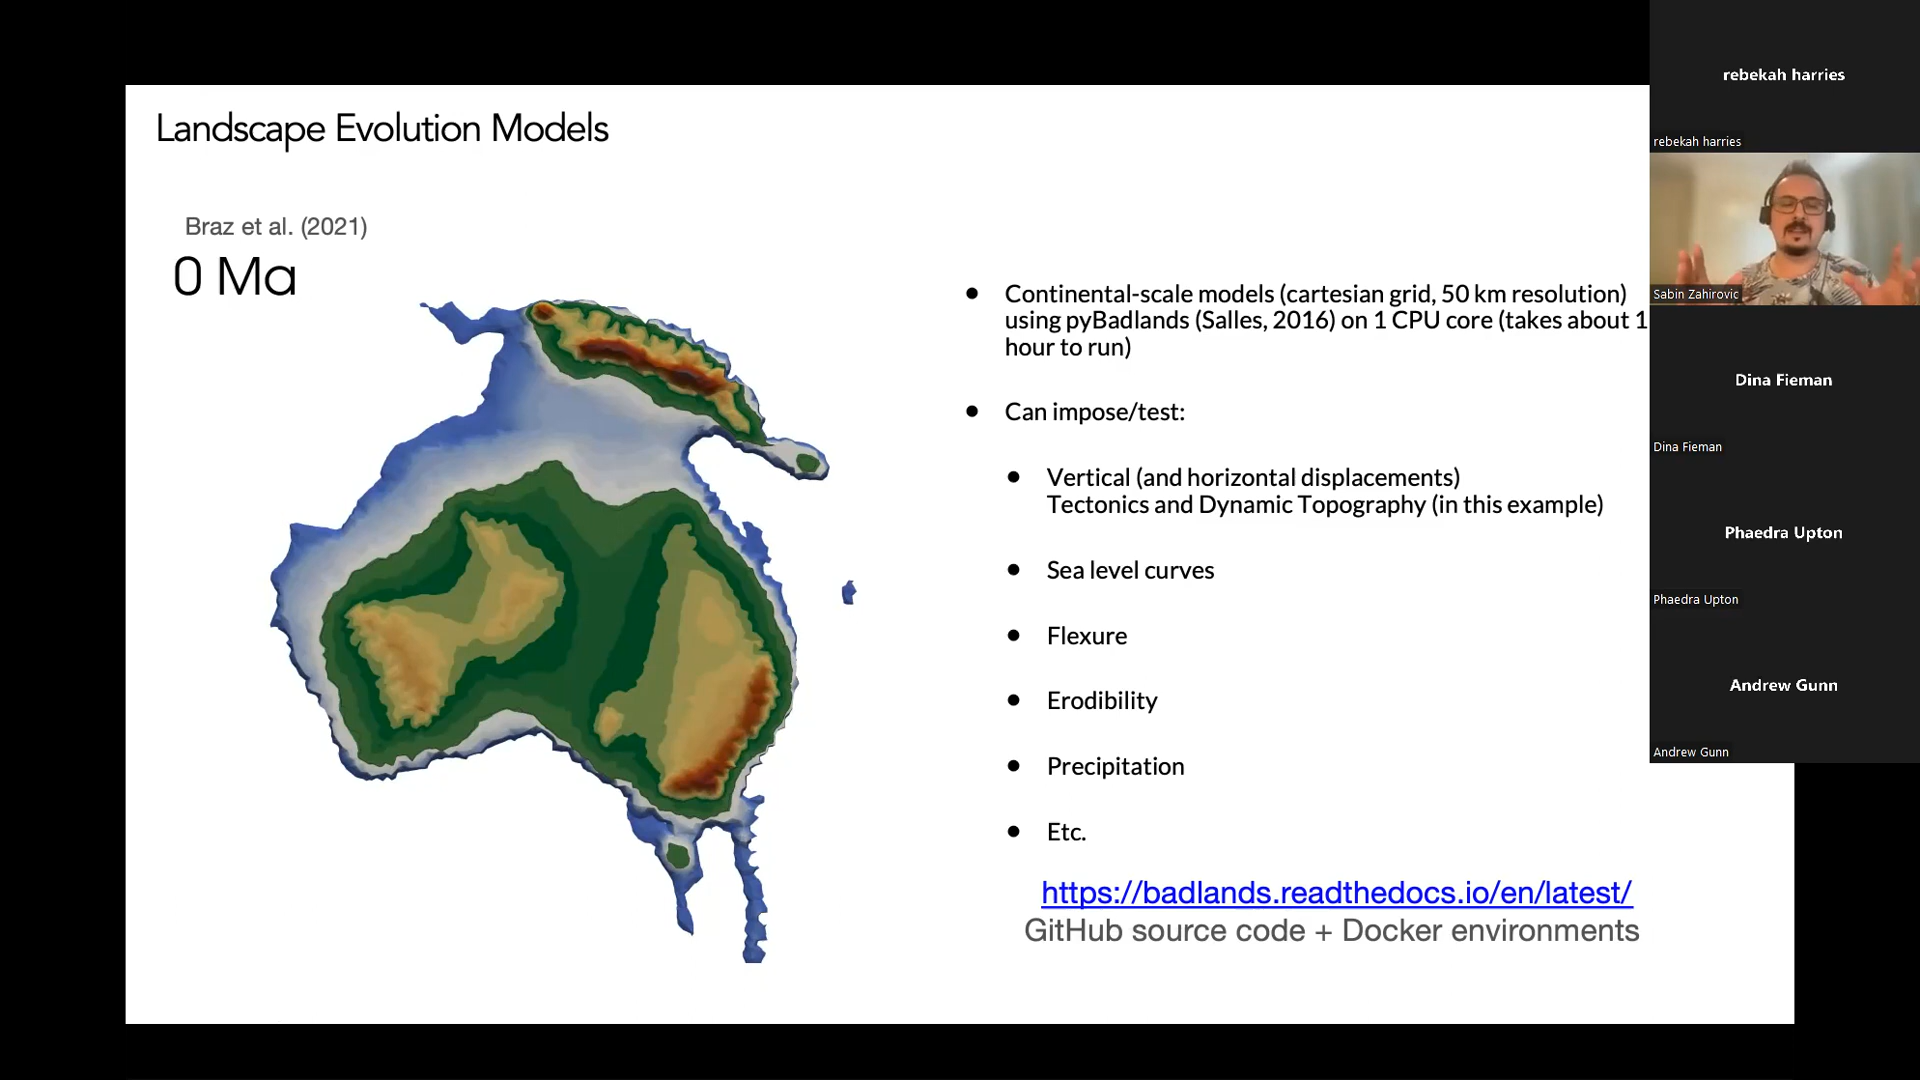 Landscape Evolution Models
Braz et al. (2021)
0 Ma
● Continental-scale models (cartesian grid, 50 km resolution)
using pyBadlands (Salles, 2016) on 1 CPU core (takes about 1
hour to run)
● Can impose/test:
● Vertical (and horizontal displacements)
Tectonics and Dynamic Topography (in this example)
● Sea level curves
● Flexure
● Erodibility
● Precipitation
● Etc.
https://badlands.readthedocs.io/en/latest/
GitHub source code + Docker environments
rebekah harries
rebekah harries
Sabin Zahirovic
Dina Fieman
Dina Fieman
Phaedra Upton
Phaedra Upton
Andrew Gunn
Andrew Gunn